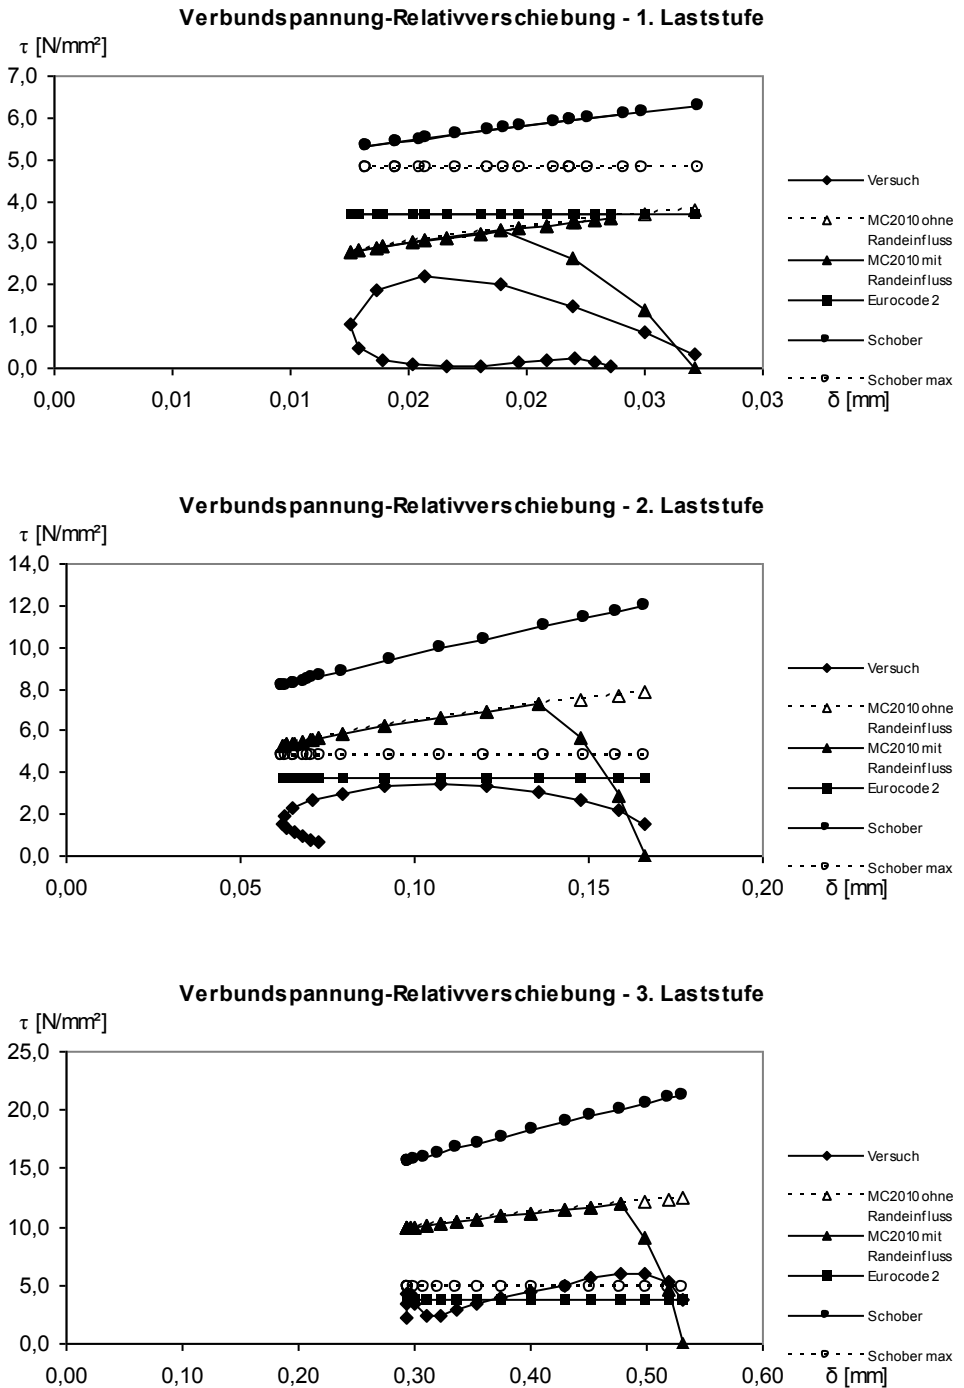 Verbundspannung-Relativverschiebung - 1. Laststufe
τ [N/mm²]
7,0
6,0
5,0
4,0
3,0
2,0
1,0
0,0
0,00 0,01 0,01 0,02 0,02 0,03 0,03
δ [mm]
Versuch
MC2010 ohne
Randeinfluss
MC2010 mit
Randeinfluss
Eurocode 2
Schober
Schober max
Verbundspannung-Relativverschiebung - 2. Laststufe
τ [N/mm²]
14,0
12,0
10,0
8,0
6,0
4,0
2,0
0,0
0,00 0,05 0,10 0,15 0,20
δ [mm]
Versuch
MC2010 ohne
Randeinfluss
MC2010 mit
Randeinfluss
Eurocode 2
Schober
Schober max
Verbundspannung-Relativverschiebung - 3. Laststufe
τ [N/mm²]
25,0
20,0
15,0
10,0
5,0
0,0
0,00 0,10 0,20 0,30 0,40 0,50 0,60
δ [mm]
Versuch
MC2010 ohne
Randeinfluss
MC2010 mit
Randeinfluss
Eurocode 2
Schober
Schober max